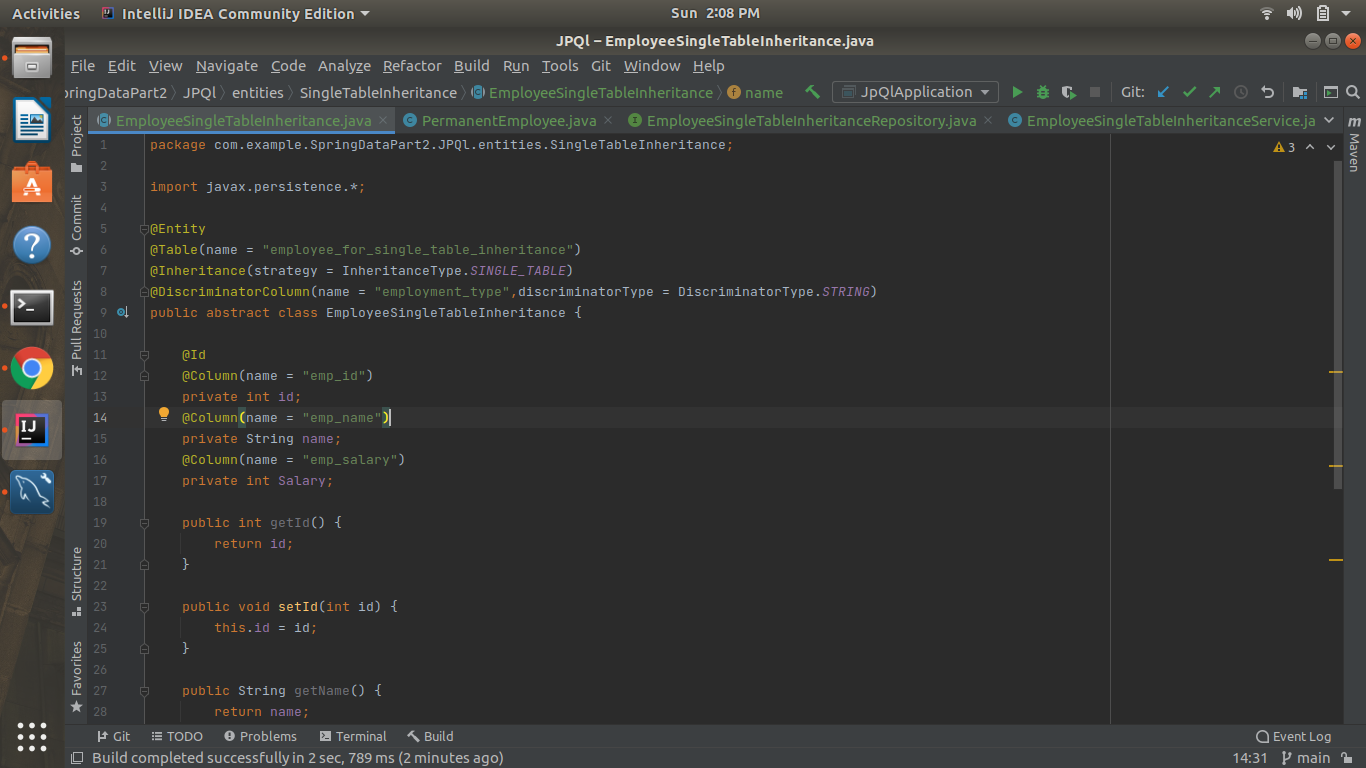 Activities IntelliJ IDEA Community Edition Sun 2:08 PM
JPQl – EmployeeSingleTableInheritance.java
File Edit View Navigate Code Analyze Refactor Build Run Tools Git Window Help
pringDataPart2 JPQl entities SingleTableInheritance EmployeeSingleTableInheritance name JpQlApplication Git:
EmployeeSingleTableInheritance.java PermanentEmployee.java EmployeeSingleTableInheritanceRepository.java EmployeeSingleTableInheritanceService.ja
Project
Commit
Pull Requests
Structure
Favorites
Maven
3
1 package com.example.SpringDataPart2.JPQl.entities.SingleTableInheritance;
2
3 import javax.persistence.*;
4
5 @Entity
6 @Table(name = "employee_for_single_table_inheritance")
7 @Inheritance(strategy = InheritanceType.SINGLE_TABLE)
8 @DiscriminatorColumn(name = "employment_type",discriminatorType = DiscriminatorType.STRING)
9 public abstract class EmployeeSingleTableInheritance {
10
11 @Id
12 @Column(name = "emp_id")
13 private int id;
14 @Column(name = "emp_name")
15 private String name;
16 @Column(name = "emp_salary")
17 private int Salary;
18
19 public int getId() {
20 return id;
21 }
22
23 public void setId(int id) {
24 this.id = id;
25 }
26
27 public String getName() {
28 return name;
Git TODO Problems Terminal Build Event Log
Build completed successfully in 2 sec, 789 ms (2 minutes ago) 14:31 main